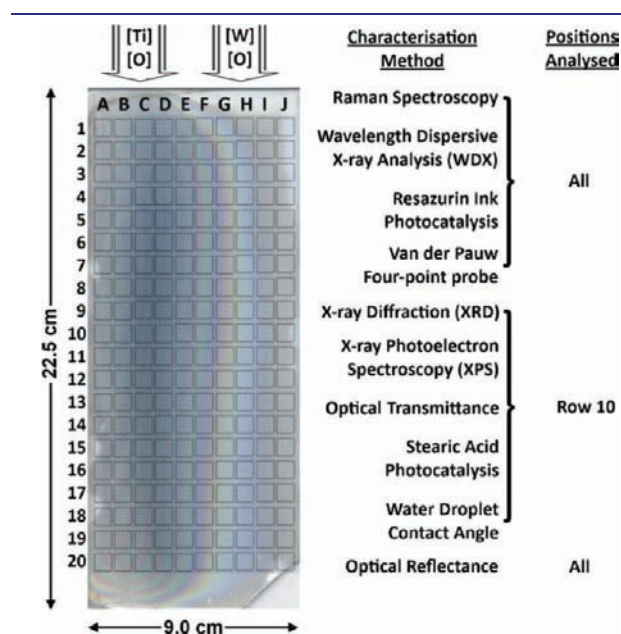 [Ti] [W]
[O] [O]
Characterisation Positions
Method Analysed
A B C D E F G H I J
1
2
3
4
5
6
7
8
9
10
11
12
13
14
15
16
17
18
19
20
22.5 cm
9.0 cm
Raman Spectroscopy
Wavelength Dispersive
X-ray Analysis (WDX)
Resazurin Ink
Photocatalysis
Van der Pauw
Four-point probe
All
X-ray Diffraction (XRD)
X-ray Photoelectron
Spectroscopy (XPS)
Optical Transmittance
Stearic Acid
Photocatalysis
Water Droplet
Contact Angle
Row 10
Optical Reflectance All